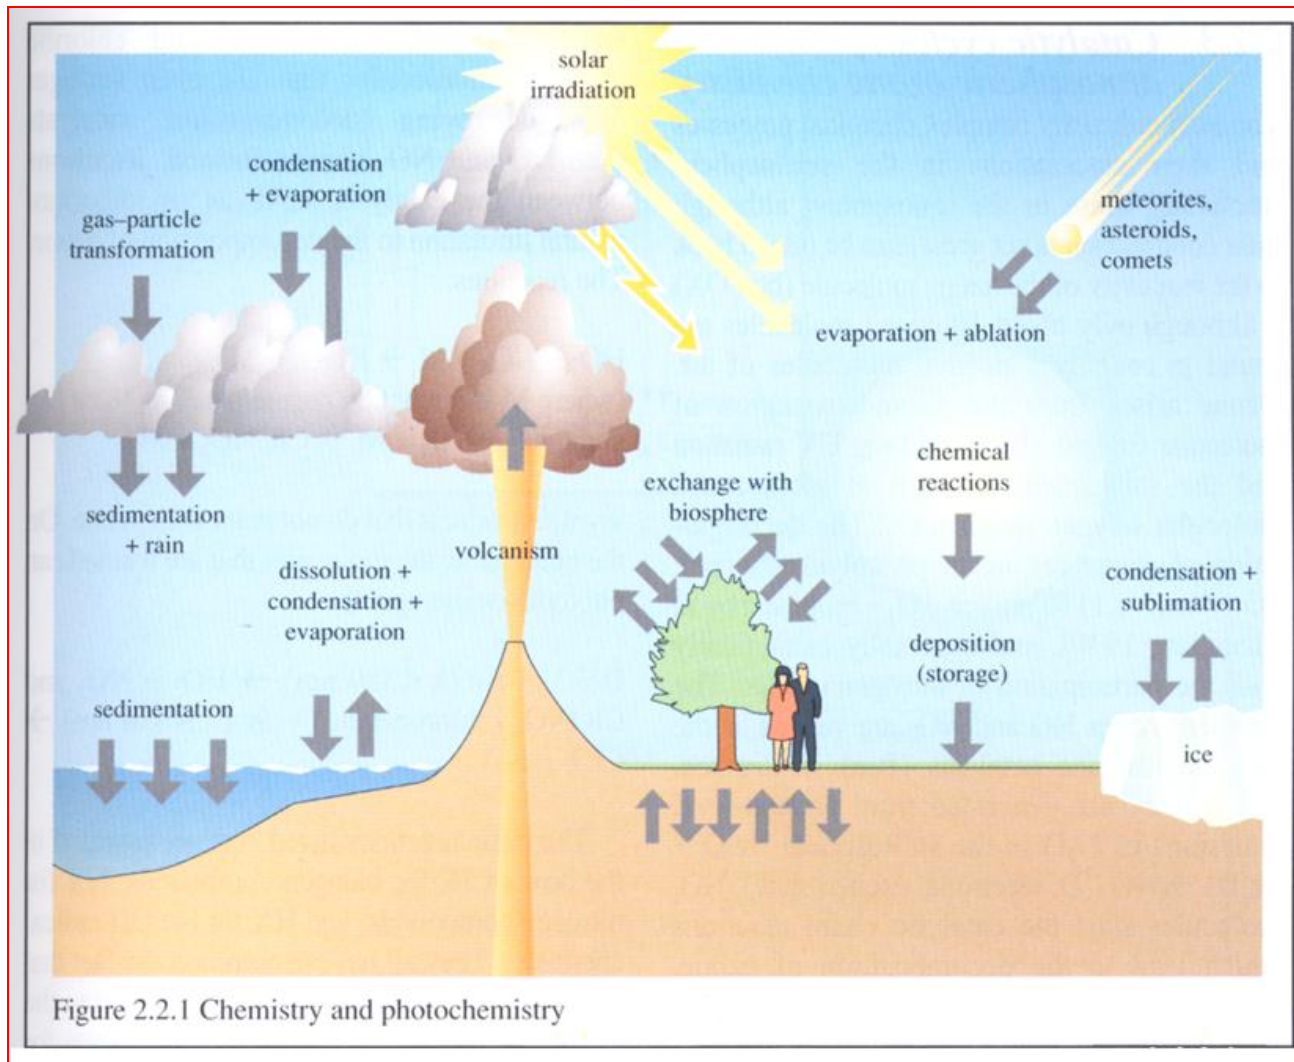 solar
irradiation
condensation
+ evaporation
gas–particle
transformation
meteorites,
asteroids,
comets
evaporation + ablation
chemical
reactions
exchange with
biosphere
sedimentation
+ rain
volcanism
dissolution +
condensation +
evaporation
condensation +
sublimation
deposition
(storage)
sedimentation
ice
Figure 2.2.1 Chemistry and photochemistry